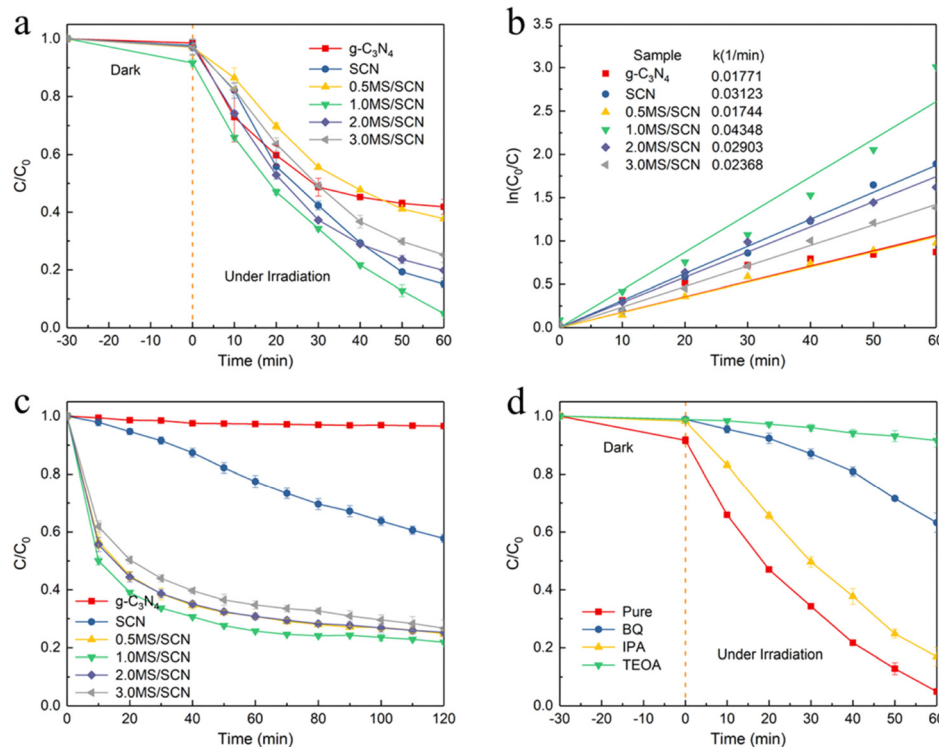 a
1.0
0.8
0.6
0.4
0.2
0.0
C/C₀
Dark
Under Irradiation
g-C₃N₄
SCN
0.5MS/SCN
1.0MS/SCN
2.0MS/SCN
3.0MS/SCN
-30 -20 -10 0 10 20 30 40 50 60
Time (min)
b
3.5
3.0
2.5
2.0
1.5
1.0
0.5
0.0
ln(C₀/C)
Sample k(1/min)
g-C₃N₄ 0.01771
SCN 0.03123
0.5MS/SCN 0.01744
1.0MS/SCN 0.04348
2.0MS/SCN 0.02903
3.0MS/SCN 0.02368
0 10 20 30 40 50 60
Time (min)
c
1.0
0.8
0.6
0.4
0.2
0.0
C/C₀
g-C₃N₄
SCN
0.5MS/SCN
1.0MS/SCN
2.0MS/SCN
3.0MS/SCN
0 20 40 60 80 100 120
Time (min)
d
1.0
0.8
0.6
0.4
0.2
0.0
C/C₀
Dark
Under Irradiation
Pure
BQ
IPA
TEOA
-30 -20 -10 0 10 20 30 40 50 60
Time (min)